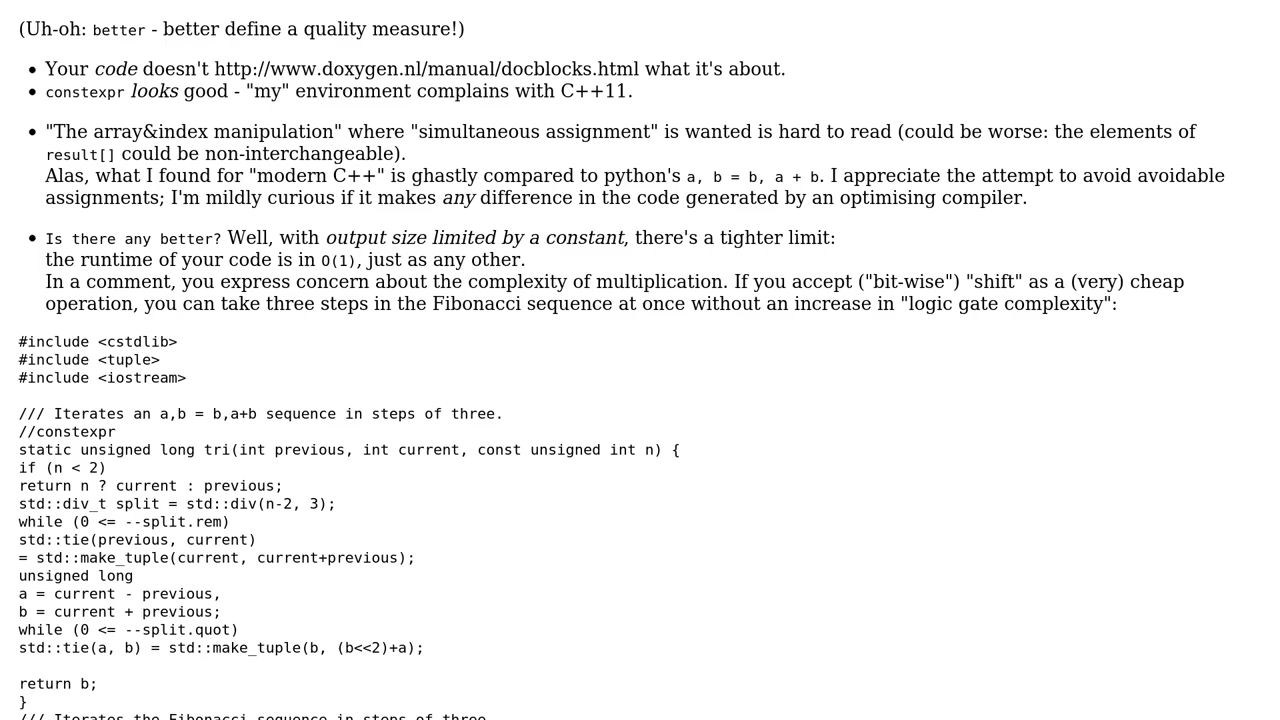 (Uh-oh: better - better define a quality measure!)
• Your code doesn't http://www.doxygen.nl/manual/docblocks.html what it's about.
• constexpr looks good - "my" environment complains with C++11.
• "The array&index manipulation" where "simultaneous assignment" is wanted is hard to read (could be worse: the elements of
result[] could be non-interchangeable).
Alas, what I found for "modern C++" is ghastly compared to python's a, b = b, a + b. I appreciate the attempt to avoid avoidable
assignments; I'm mildly curious if it makes any difference in the code generated by an optimising compiler.
• Is there any better? Well, with output size limited by a constant, there's a tighter limit:
the runtime of your code is in O(1), just as any other.
In a comment, you express concern about the complexity of multiplication. If you accept ("bit-wise") "shift" as a (very) cheap
operation, you can take three steps in the Fibonacci sequence at once without an increase in "logic gate complexity":
#include <cstdlib>
#include <tuple>
#include <iostream>
/// Iterates an a,b = b,a+b sequence in steps of three.
//constexpr
static unsigned long tri(int previous, int current, const unsigned int n) {
if (n < 2)
return n ? current : previous;
std::div_t split = std::div(n-2, 3);
while (0 <= --split.rem)
std::tie(previous, current)
= std::make_tuple(current, current+previous);
unsigned long
a = current - previous,
b = current + previous;
while (0 <= --split.quot)
std::tie(a, b) = std::make_tuple(b, (b<<2)+a);
return b;
}
/// Iterates the Fibonacci sequence in steps of three.